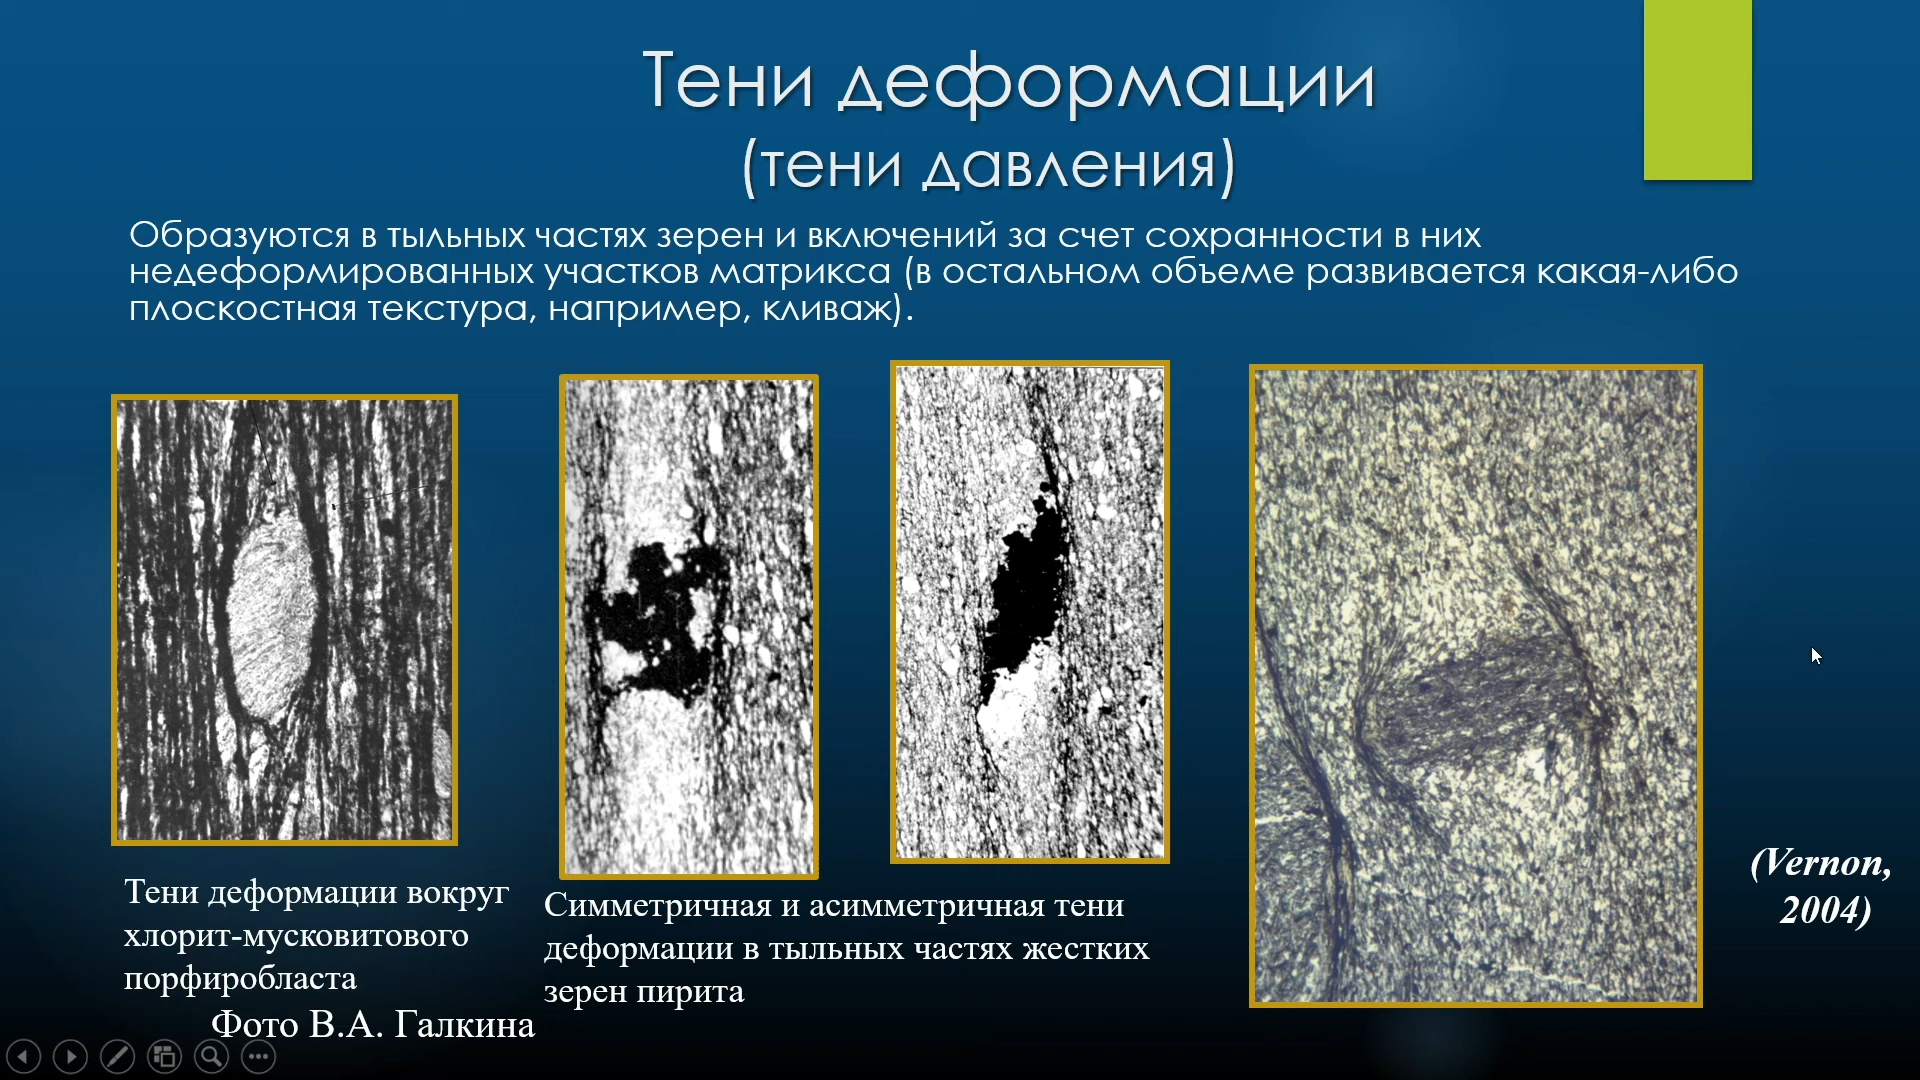 Тени деформации
(тени давления)
Образуются в тыльных частях зерен и включений за счет сохранности в них
недеформированных участков матрикса (в остальном объеме развивается какая-либо
плоскостная текстура, например, кливаж).
Тени деформации вокруг
хлорит-мусковитового
порфиробласта
Фото В.А. Галкина
Симметричная и асимметричная тени
деформации в тыльных частях жестких
зерен пирита
(Vernon,
2004)